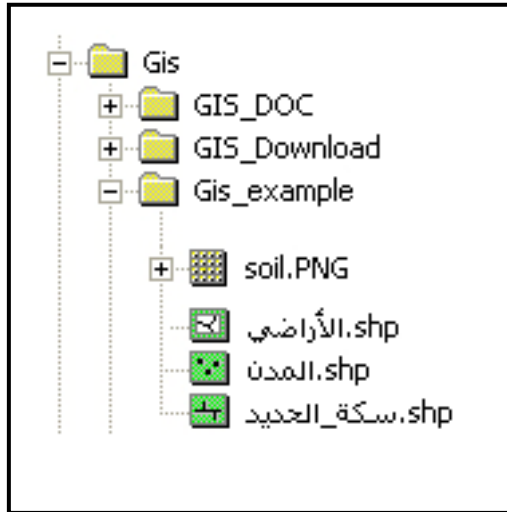 Gis
GIS_DOC
GIS_Download
Gis_example
soil.PNG
الأراضي.shp
المدن.shp
سكة_الحديد.shp